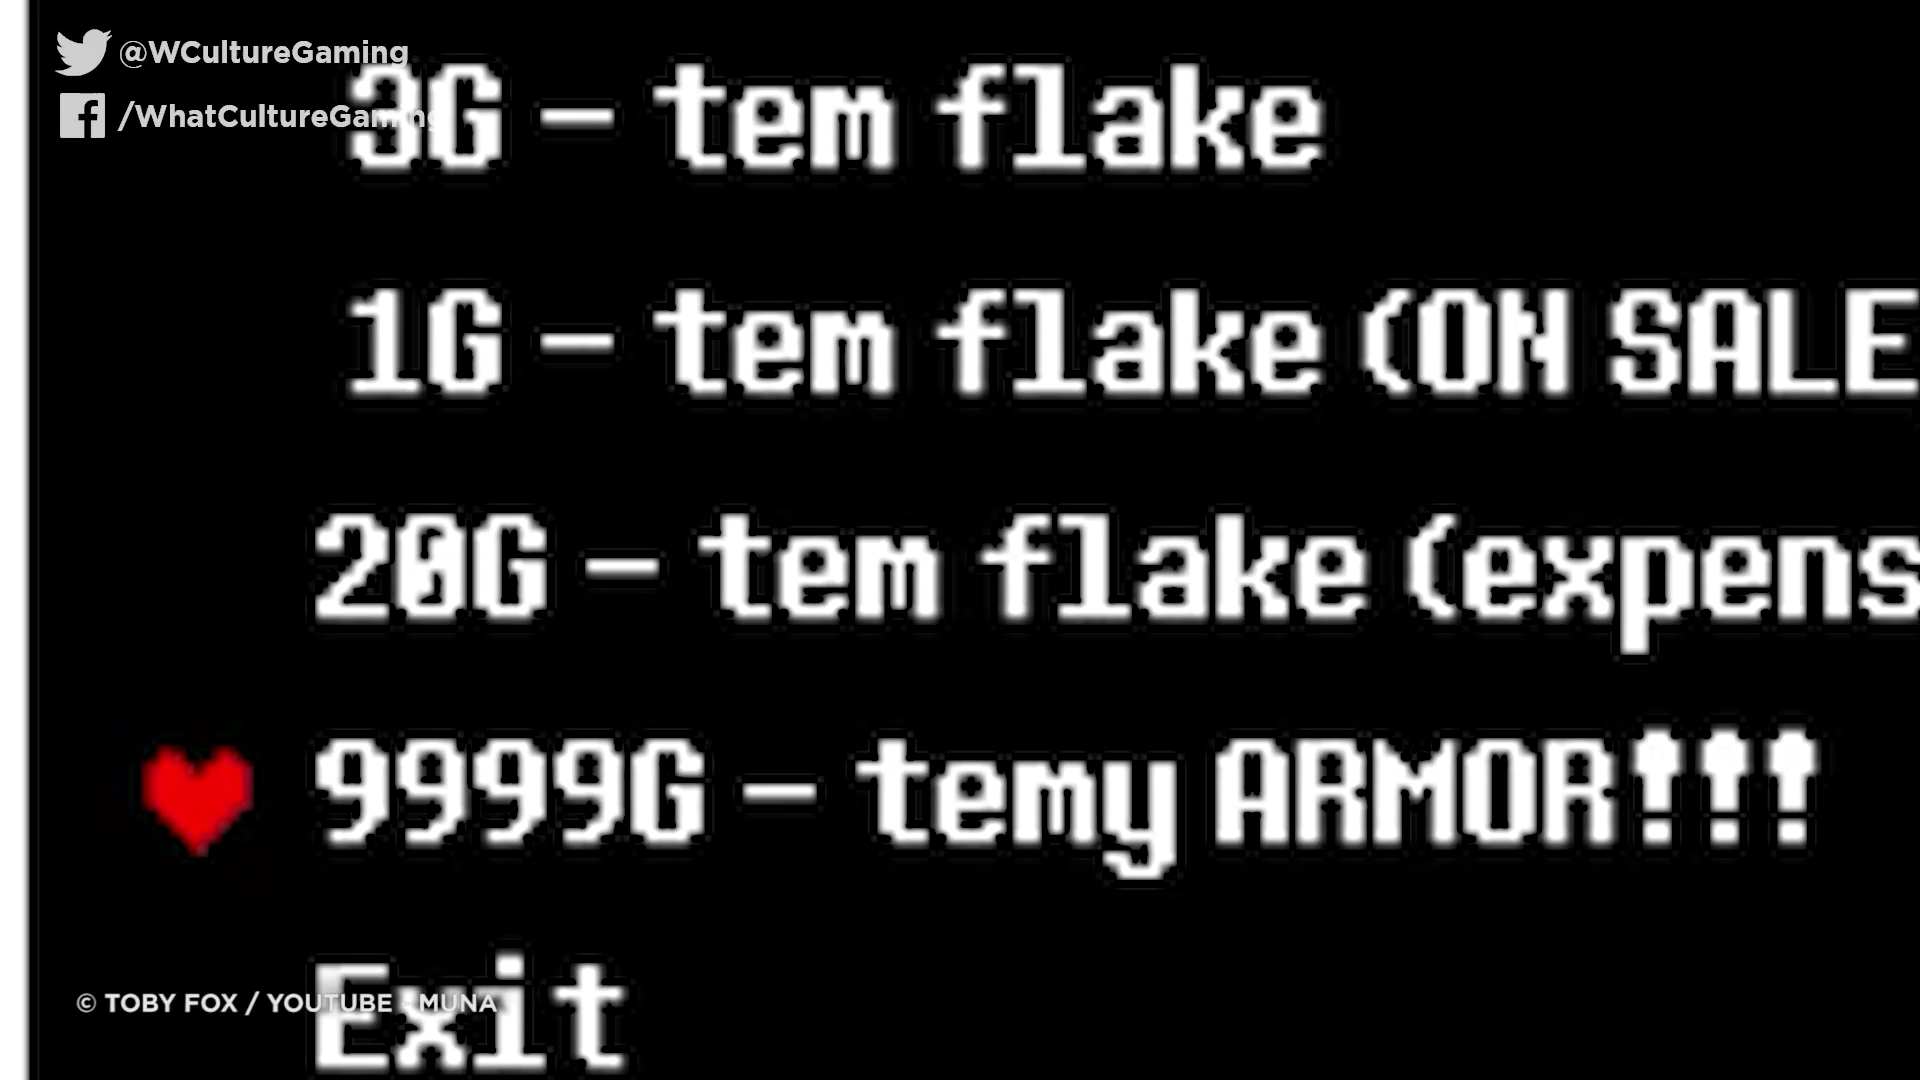 @WCultureGaming
/WhatCultureGaming
3G - tem flake
1G - tem flake (ON SALE
20G - tem flake (expens
9999G - temy ARMOR!!!
Exit
© TOBY FOX / YOUTUBE - MUNA